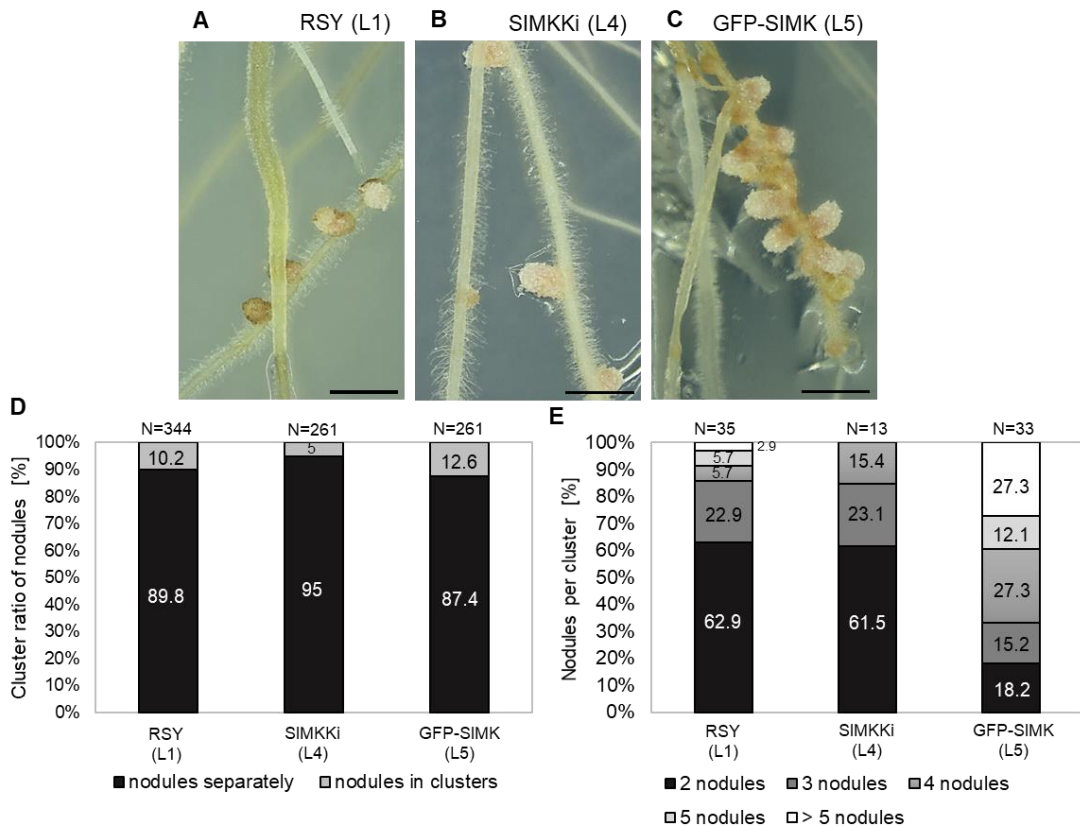 A RSY (L1)
B SIMKKi (L4)
C GFP-SIMK (L5)
D
N=344 N=261 N=261
Cluster ratio of nodules [%]
100%
90%
80%
70%
60%
50%
40%
30%
20%
10%
0%
10.2 5 12.6
89.8 95 87.4
RSY SIMKKi GFP-SIMK
(L1) (L4) (L5)
nodules separately nodules in clusters
E
N=35 N=13 N=33
Nodules per cluster [%]
100%
90%
80%
70%
60%
50%
40%
30%
20%
10%
0%
2.9
5.7
5.7
22.9
62.9
15.4
23.1
61.5
27.3
12.1
27.3
15.2
18.2
RSY SIMKKi GFP-SIMK
(L1) (L4) (L5)
2 nodules 3 nodules 4 nodules
5 nodules > 5 nodules